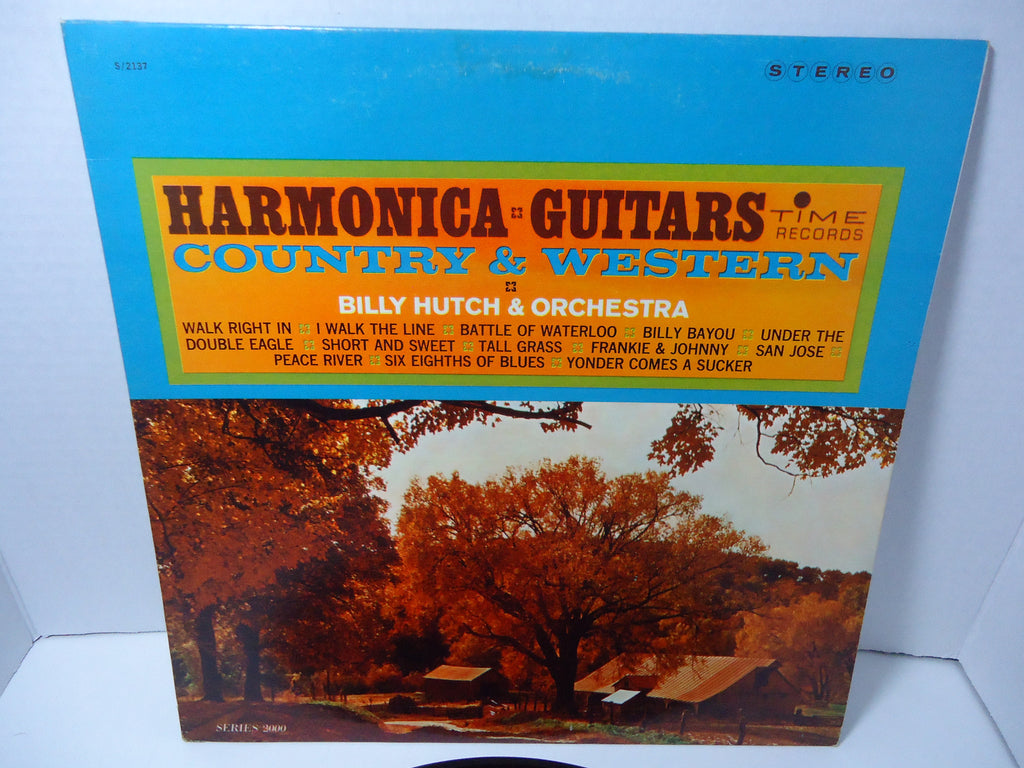 S/2137
STEREO
HARMONICA GUITARS
TIME
RECORDS
COUNTRY & WESTERN
BILLY HUTCH & ORCHESTRA
WALK RIGHT IN I WALK THE LINE BATTLE OF WATERLOO BILLY BAYOU UNDER THE
DOUBLE EAGLE SHORT AND SWEET TALL GRASS FRANKIE & JOHNNY SAN JOSE
PEACE RIVER SIX EIGHTHS OF BLUES YONDER COMES A SUCKER
SERIES 2000